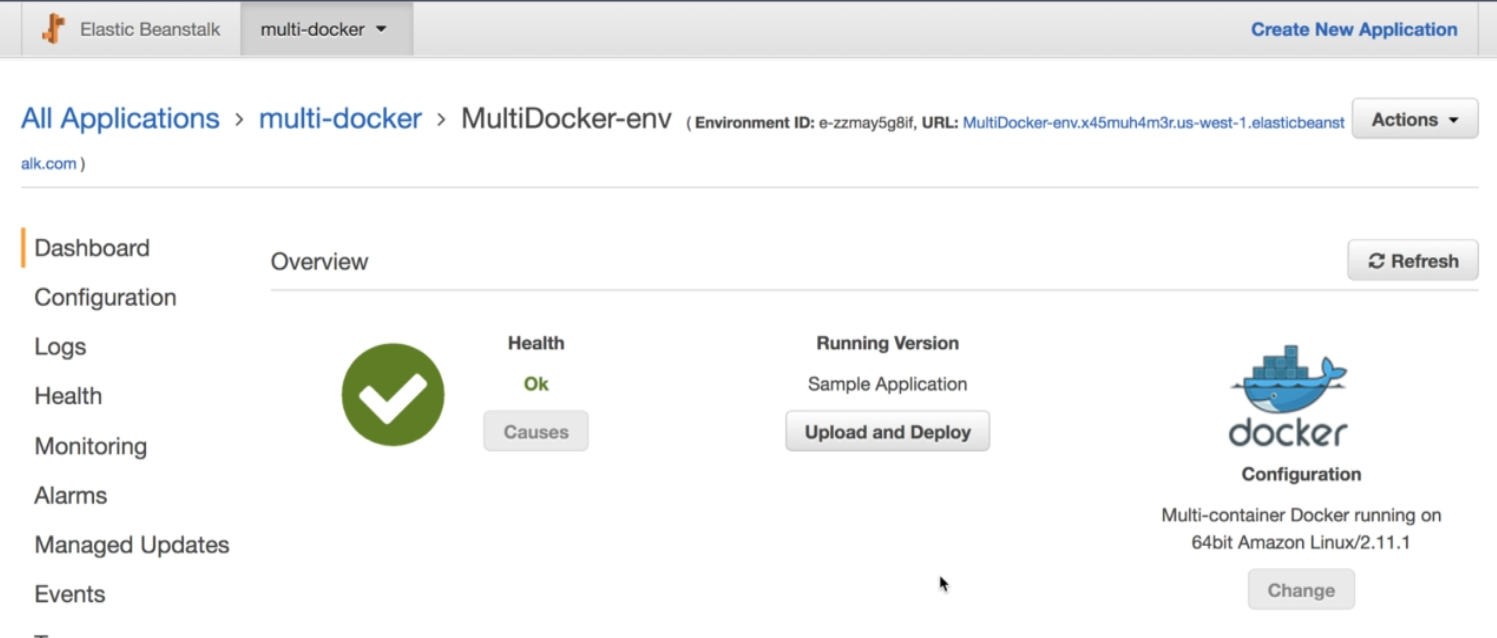 Elastic Beanstalk
multi-docker
Create New Application
All Applications › multi-docker › MultiDocker-env ( Environment ID: e-zzmay5g8if, URL: MultiDocker-env.x45muh4m3r.us-west-1.elasticbeanst
alk.com )
Actions
Dashboard
Configuration
Logs
Health
Monitoring
Alarms
Managed Updates
Events
Overview
Refresh
Health
Ok
Causes
Running Version
Sample Application
Upload and Deploy
docker
Configuration
Multi-container Docker running on
64bit Amazon Linux/2.11.1
Change